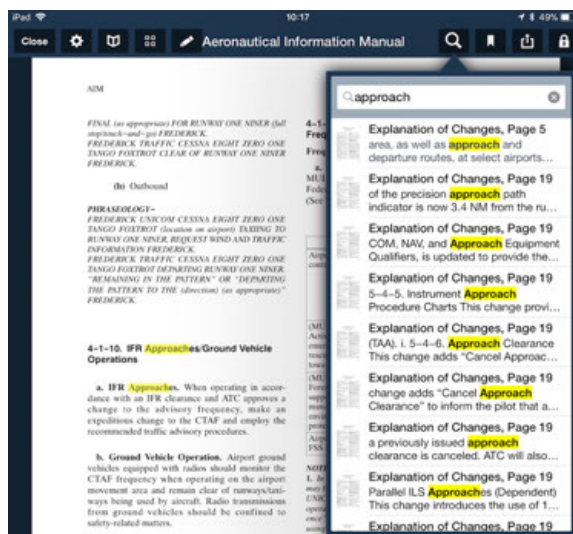 iPad
10:17
49%
Close
Aeronautical Information Manual
AIM
FINAL (as appropriate) FOR RUNWAY ONE NINER (full
stop/touch-and-go) FREDERICK.
FREDERICK TRAFFIC CESSNA EIGHT ZERO ONE
TANGO FOXTROT CLEAR OF RUNWAY ONE NINER
FREDERICK.
(b) Outbound
PHRASEOLOGY-
FREDERICK UNICOM CESSNA EIGHT ZERO ONE
TANGO FOXTROT (location on airport) TAXIING TO
RUNWAY ONE NINER, REQUEST WIND AND TRAFFIC
INFORMATION FREDERICK.
FREDERICK TRAFFIC CESSNA EIGHT ZERO ONE
TANGO FOXTROT DEPARTING RUNWAY ONE NINER.
"REMAINING IN THE PATTERN" OR "DEPARTING
THE PATTERN TO THE (direction) (as appropriate)"
FREDERICK.
4-1-10. IFR Approaches/Ground Vehicle
Operations
a. IFR Approaches. When operating in accor-
dance with an IFR clearance and ATC approves a
change to the advisory frequency, make an
expeditious change to the CTAF and employ the
recommended traffic advisory procedures.
b. Ground Vehicle Operation. Airport ground
vehicles equipped with radios should monitor the
CTAF frequency when operating on the airport
movement area and remain clear of runways/taxi-
ways being used by aircraft. Radio transmissions
from ground vehicles should be confined to
safety-related matters.
approach
Explanation of Changes, Page 5
area, as well as approach and
departure routes, at select airports...
Explanation of Changes, Page 19
of the precision approach path
indicator is now 3.4 NM from the ru...
Explanation of Changes, Page 19
COM, NAV, and Approach Equipment
Qualifiers, is updated to provide the...
Explanation of Changes, Page 19
5-4-5. Instrument Approach
Procedure Charts This change provi...
Explanation of Changes, Page 19
(TAA). i. 5-4-6. Approach Clearance
This change adds "Cancel Approac...
Explanation of Changes, Page 19
change adds "Cancel Approach
Clearance" to inform the pilot that a...
Explanation of Changes, Page 19
a previously issued approach
clearance is canceled. ATC will also...
Explanation of Changes, Page 19
Parallel ILS Approaches (Dependent)
This change introduces the use of 1...
Explanation of Changes, Page 19